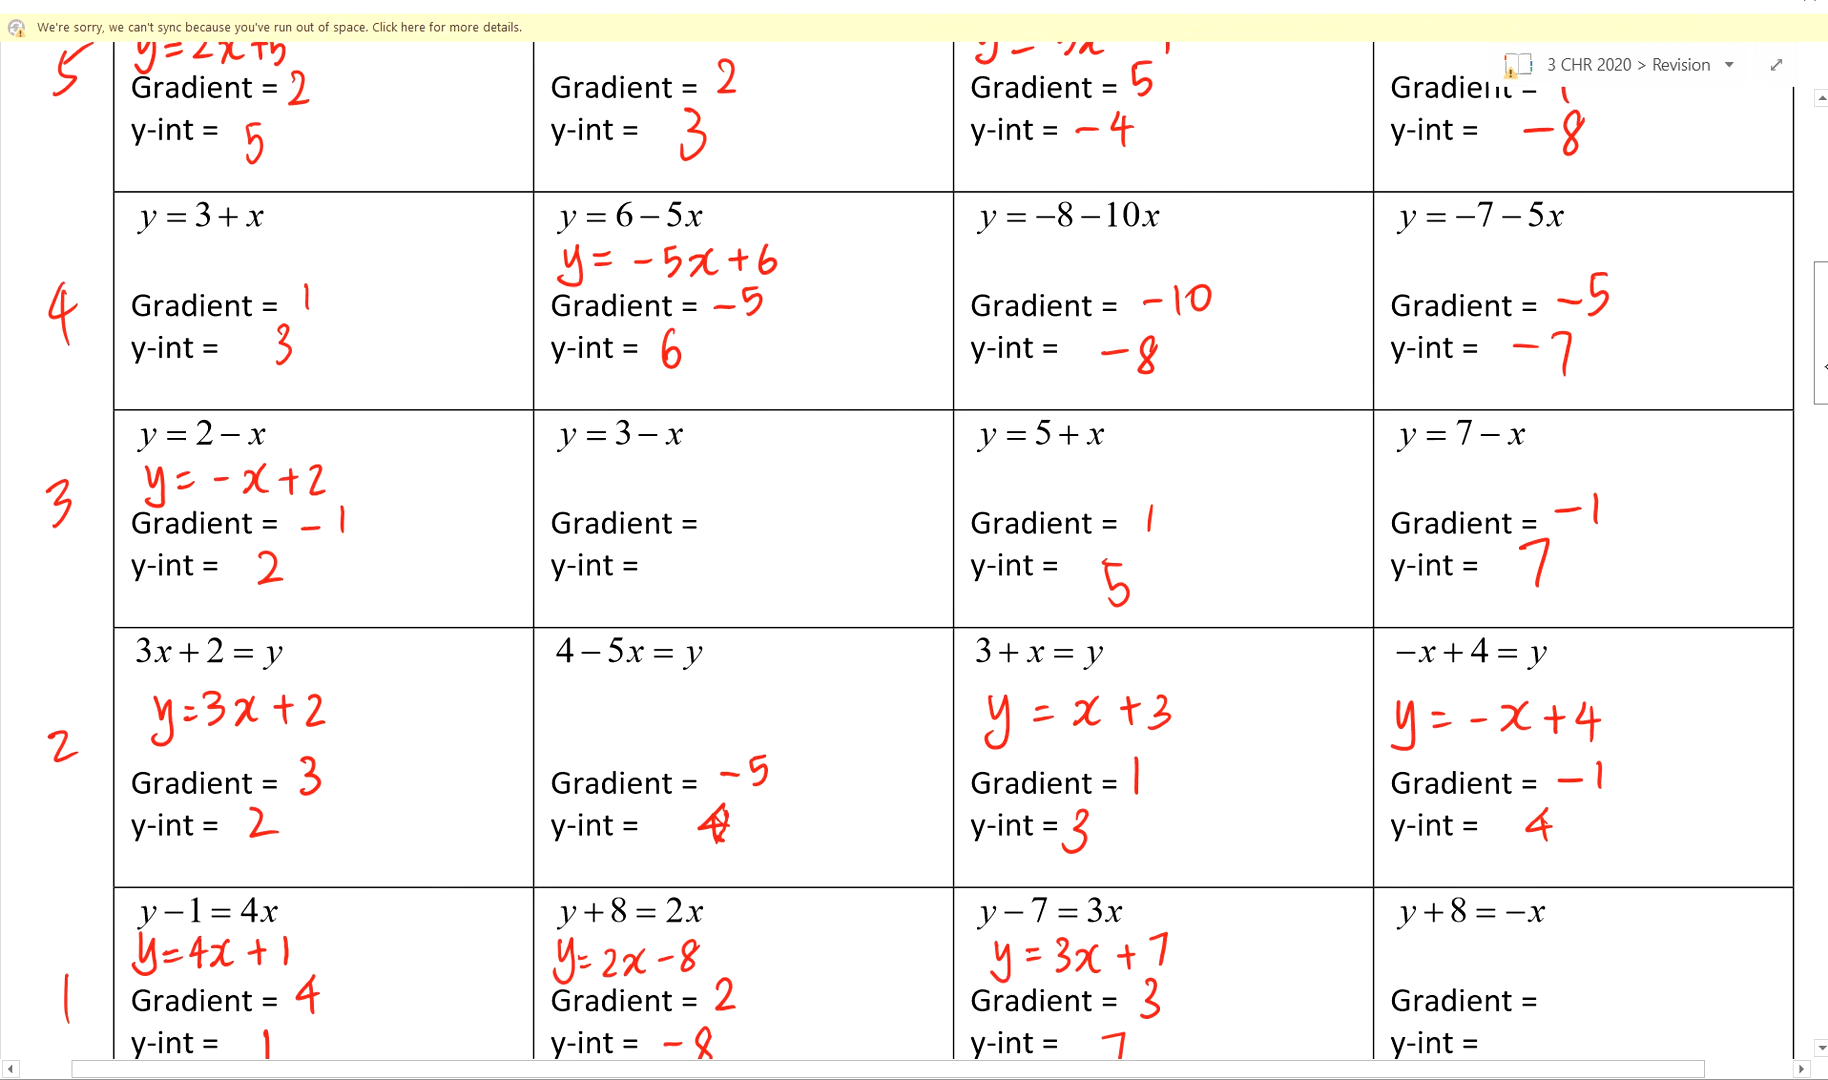 We're sorry, we can't sync because you've run out of space. Click here for more details.
3 CHR 2020 > Revision
5
y = 2x + 5
Gradient = 2
y-int = 5
Gradient = 2
y-int = 3
Gradient = 5
y-int = -4
Gradient = 1
y-int = -8
4
y = 3 + x
Gradient = 1
y-int = 3
y = 6 - 5x
y = -5x + 6
Gradient = -5
y-int = 6
y = -8 - 10x
Gradient = -10
y-int = -8
y = -7 - 5x
Gradient = -5
y-int = -7
3
y = 2 - x
y = -x + 2
Gradient = -1
y-int = 2
y = 3 - x
Gradient =
y-int =
y = 5 + x
Gradient = 1
y-int = 5
y = 7 - x
Gradient = -1
y-int = 7
2
3x + 2 = y
y = 3x + 2
Gradient = 3
y-int = 2
4 - 5x = y
Gradient = -5
y-int = 4
3 + x = y
y = x + 3
Gradient = 1
y-int = 3
-x + 4 = y
y = -x + 4
Gradient = -1
y-int = 4
1
y - 1 = 4x
y = 4x + 1
Gradient = 4
y-int = 1
y + 8 = 2x
y = 2x - 8
Gradient = 2
y-int = -8
y - 7 = 3x
y = 3x + 7
Gradient = 3
y-int = 7
y + 8 = -x
Gradient =
y-int =